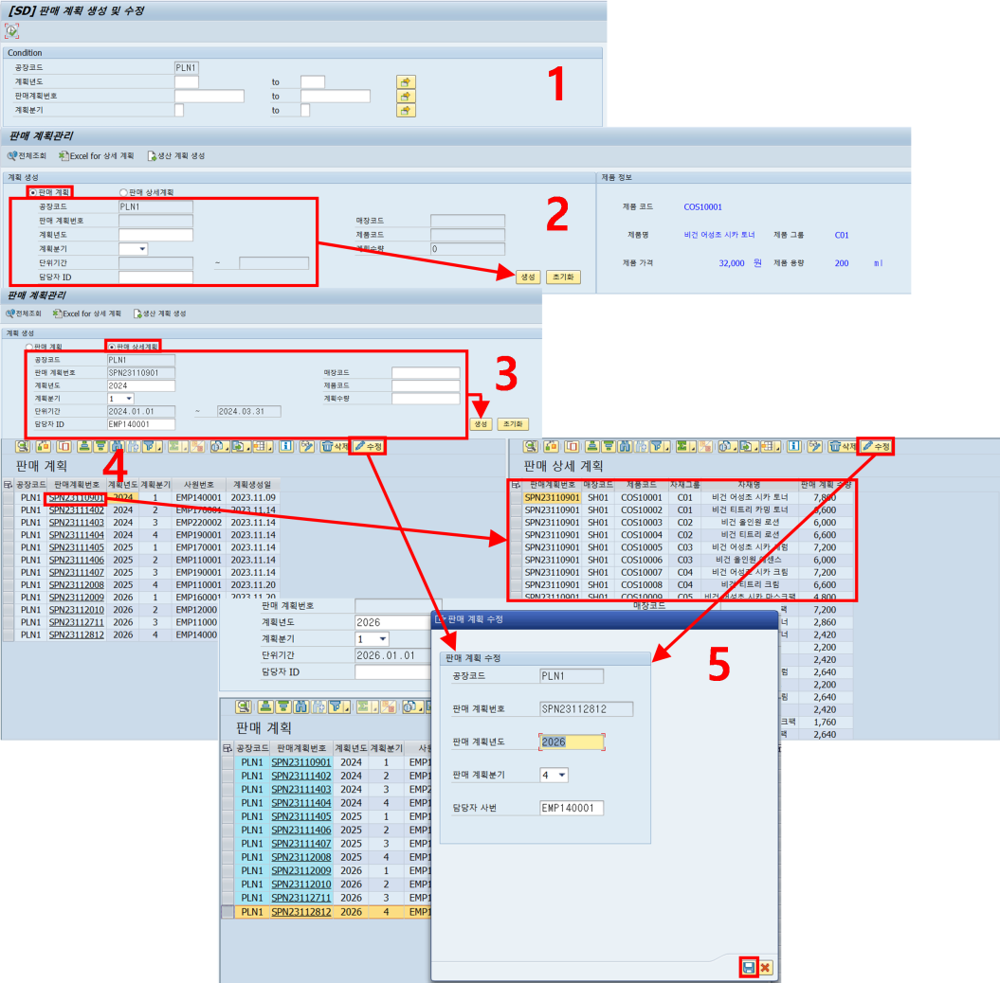 [SD] 판매 계획 생성 및 수정
Condition
공장코드 PLN1
계획년도 to
판매계획번호 to
계획분기 to
1
판매 계획관리
전체조회 Excel for 상세 계획 생산 계획 생성
계획 생성
판매 계획 판매 상세계획
공장코드 PLN1
판매 계획번호 매장코드
계획년도 제품코드
계획분기 계획수량 0
단위기간 ~
담당자 ID 생성 초기화
2
제품 정보
제품 코드 COS10001
제품명 비건 어성초 시카 토너 제품 그룹 C01
제품 가격 32,000 원 제품 용량 200 ml
판매 계획관리
전체조회 Excel for 상세 계획 생산 계획 생성
계획 생성
판매 계획 판매 상세계획
공장코드 PLN1
판매 계획번호 SPN23110901 매장코드
계획년도 2024 제품코드
계획분기 1 계획수량
단위기간 2024.01.01 ~ 2024.03.31
담당자 ID EMP140001 생성 초기화
3
삭제 수정
판매 계획
4
공장코드 판매계획번호 계획년도 계획분기 사원번호 계획생성일
PLN1 SPN23110901 2024 1 EMP140001 2023.11.09
PLN1 SPN23111402 2024 2 EMP170001 2023.11.14
PLN1 SPN23111403 2024 3 EMP220002 2023.11.14
PLN1 SPN23111404 2024 4 EMP190001 2023.11.14
PLN1 SPN23111405 2025 1 EMP170001 2023.11.14
PLN1 SPN23111406 2025 2 EMP110001 2023.11.14
PLN1 SPN23111407 2025 3 EMP190001 2023.11.14
PLN1 SPN23112008 2025 4 EMP110001 2023.11.20
PLN1 SPN23112009 2026 1 EMP160001 2023.11.20
PLN1 SPN23112010 2026 2 EMP12000
PLN1 SPN23112711 2026 3 EMP11000
PLN1 SPN23112812 2026 4 EMP14000
삭제 수정
판매 상세 계획
판매계획번호 매장코드 제품코드 자재그룹 자재명 판매 계획 수량
SPN23110901 SH01 COS10001 C01 비건 어성초 시카 토너 7,800
SPN23110901 SH01 COS10002 C01 비건 티트리 카밍 토너 6,600
SPN23110901 SH01 COS10003 C02 비건 올인원 로션 6,000
SPN23110901 SH01 COS10004 C02 비건 티트리 로션 6,600
SPN23110901 SH01 COS10005 C03 비건 어성초 시카 세럼 7,200
SPN23110901 SH01 COS10006 C03 비건 올인원 에센스 6,000
SPN23110901 SH01 COS10007 C04 비건 어성초 시카 크림 7,200
SPN23110901 SH01 COS10008 C04 비건 티트리 크림 6,600
SPN23110901 SH01 COS10009 C05 비건 어성초 시카 마스크팩 4,800
팩 7,200
너 2,860
너 2,420
2,200
2,420
럼 2,640
2,200
림 2,640
2,420
크팩 1,760
팩 2,640
판매 계획번호 매장코드
계획년도 2026
계획분기 1
단위기간 2026.01.01
담당자 ID
판매 계획
공장코드 판매계획번호 계획년도 계획분기 사원
PLN1 SPN23110901 2024 1 EMP1
PLN1 SPN23111402 2024 2 EMP1
PLN1 SPN23111403 2024 3 EMP2
PLN1 SPN23111404 2024 4 EMP1
PLN1 SPN23111405 2025 1 EMP1
PLN1 SPN23111406 2025 2 EMP1
PLN1 SPN23111407 2025 3 EMP1
PLN1 SPN23112008 2025 4 EMP1
PLN1 SPN23112009 2026 1 EMP1
PLN1 SPN23112010 2026 2 EMP1
PLN1 SPN23112711 2026 3 EMP1
PLN1 SPN23112812 2026 4 EMP1
판매 계획 수정
판매 계획 수정
5
공장코드 PLN1
판매 계획번호 SPN23112812
판매 계획년도 2026
판매 계획분기 4
담당자 사번 EMP140001